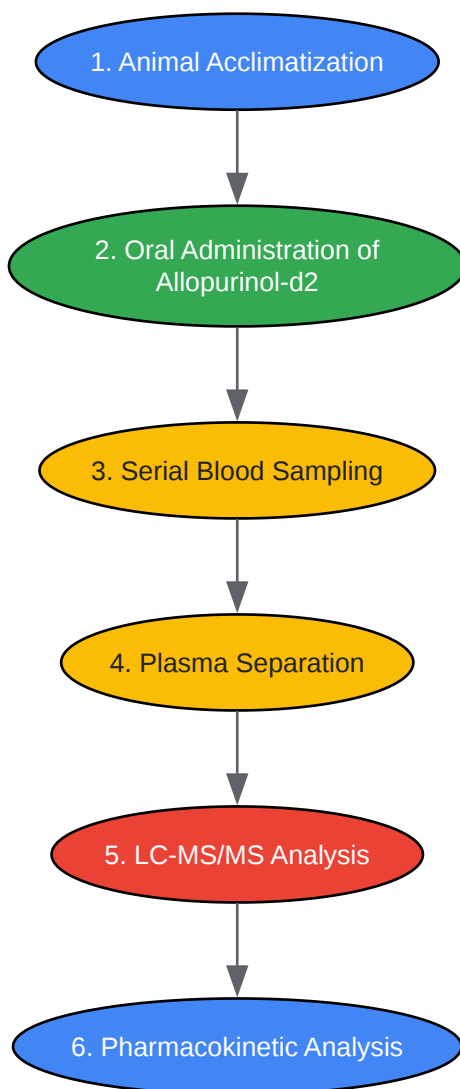 1. Animal Acclimatization
2. Oral Administration of
Allopurinol-d2
3. Serial Blood Sampling
4. Plasma Separation
5. LC-MS/MS Analysis
6. Pharmacokinetic Analysis